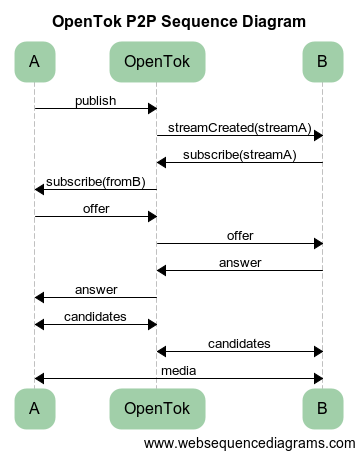 OpenTok P2P Sequence Diagram
A OpenTok B
publish
streamCreated(streamA)
subscribe(streamA)
subscribe(fromB)
offer
offer
answer
answer
candidates
candidates
media
A OpenTok B
www.websequencediagrams.com